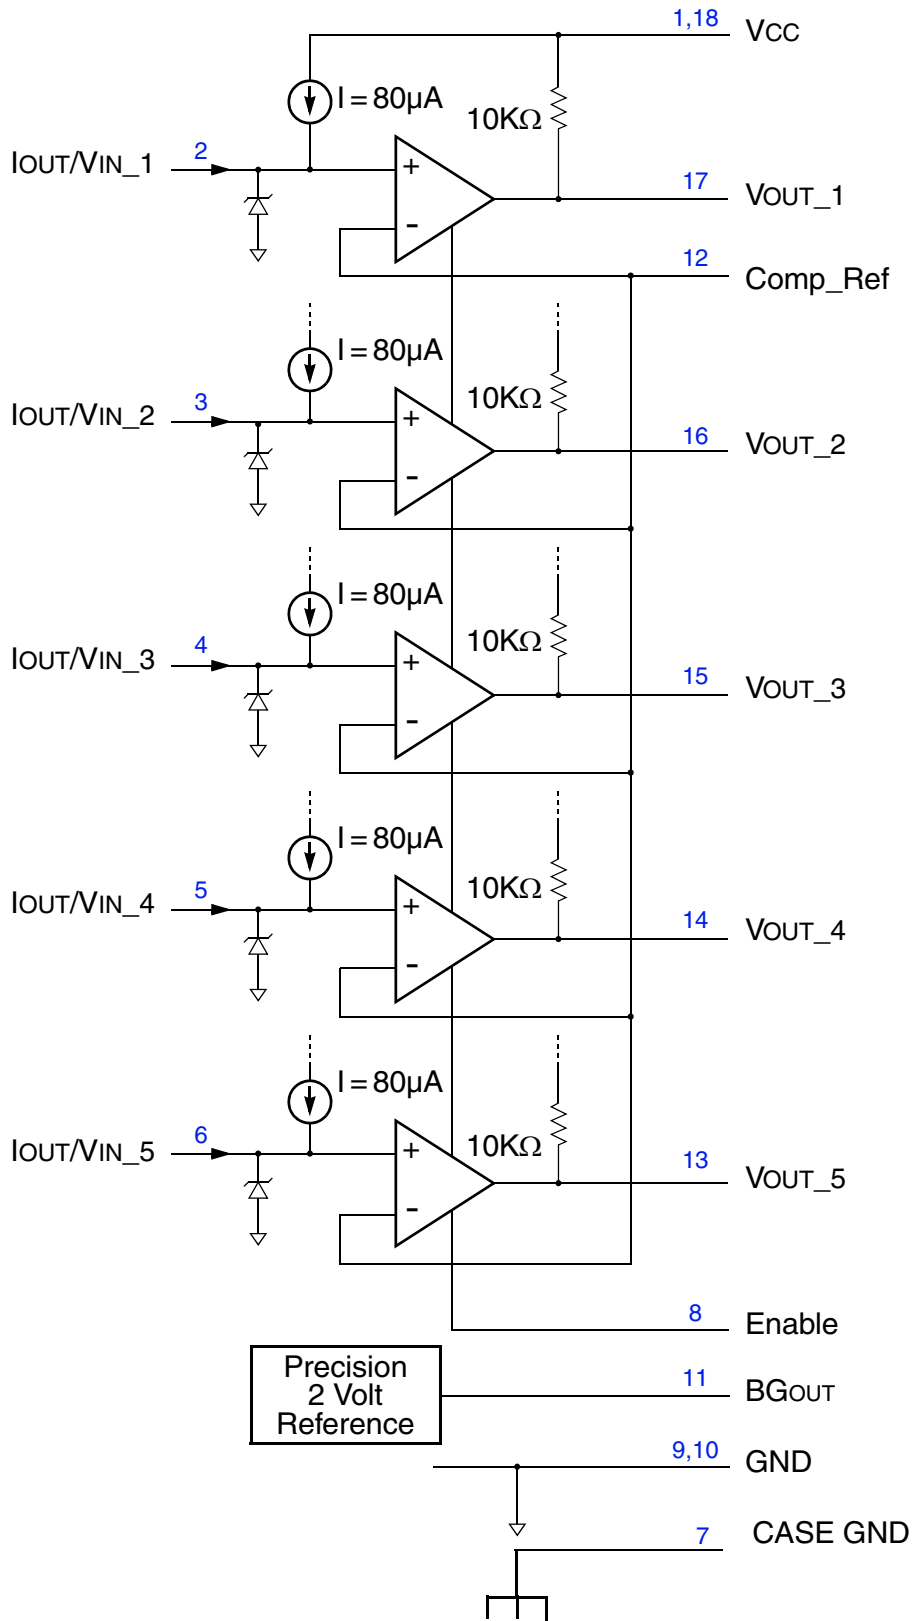 1,18 VCC
I = 80µA
10KΩ
IOUT/VIN_1 2 + 17 VOUT_1
-
12 Comp_Ref
I = 80µA
10KΩ
IOUT/VIN_2 3 + 16 VOUT_2
-
I = 80µA
10KΩ
IOUT/VIN_3 4 + 15 VOUT_3
-
I = 80µA
10KΩ
IOUT/VIN_4 5 + 14 VOUT_4
-
I = 80µA
10KΩ
IOUT/VIN_5 6 + 13 VOUT_5
-
8 Enable
Precision
2 Volt
Reference
11 BGOUT
9,10 GND
7 CASE GND